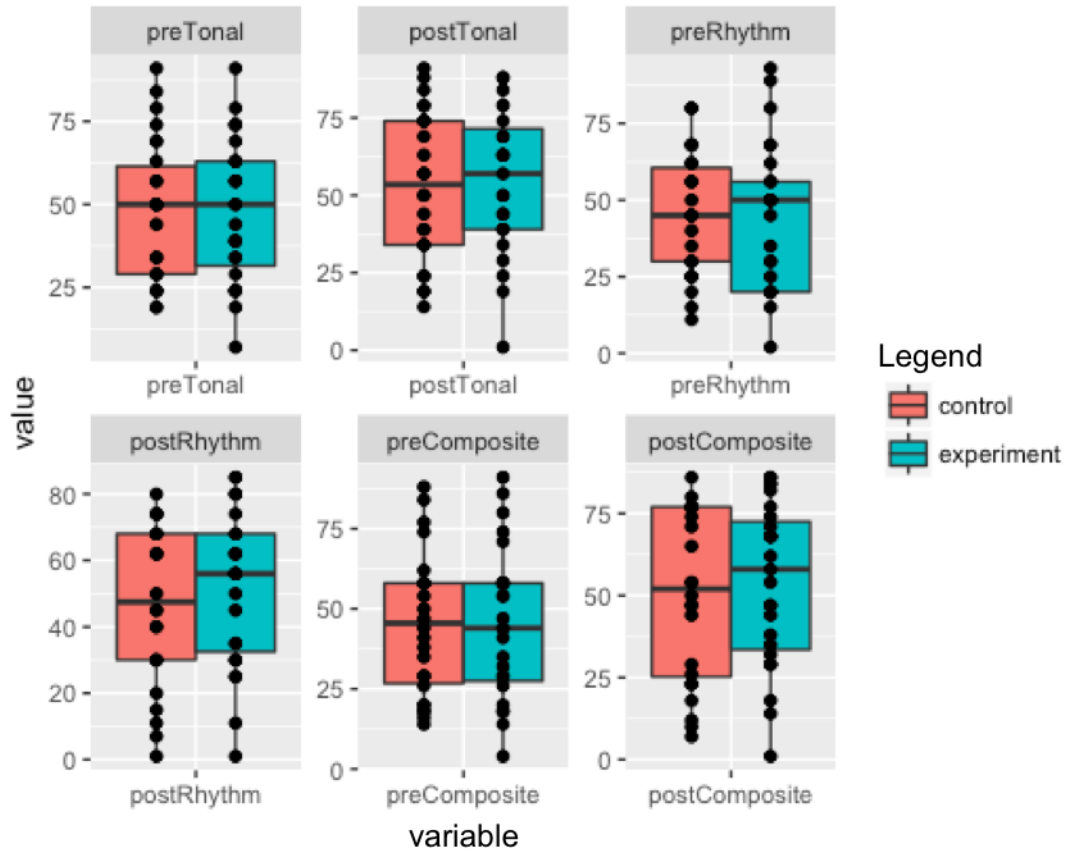 preTonal
postTonal
preRhythm
75
50
25
75
50
25
0
75
50
25
0
preTonal
postTonal
preRhythm
value
Legend
control
experiment
postRhythm
preComposite
postComposite
80
60
40
20
0
75
50
25
0
75
50
25
0
postRhythm
preComposite
postComposite
variable